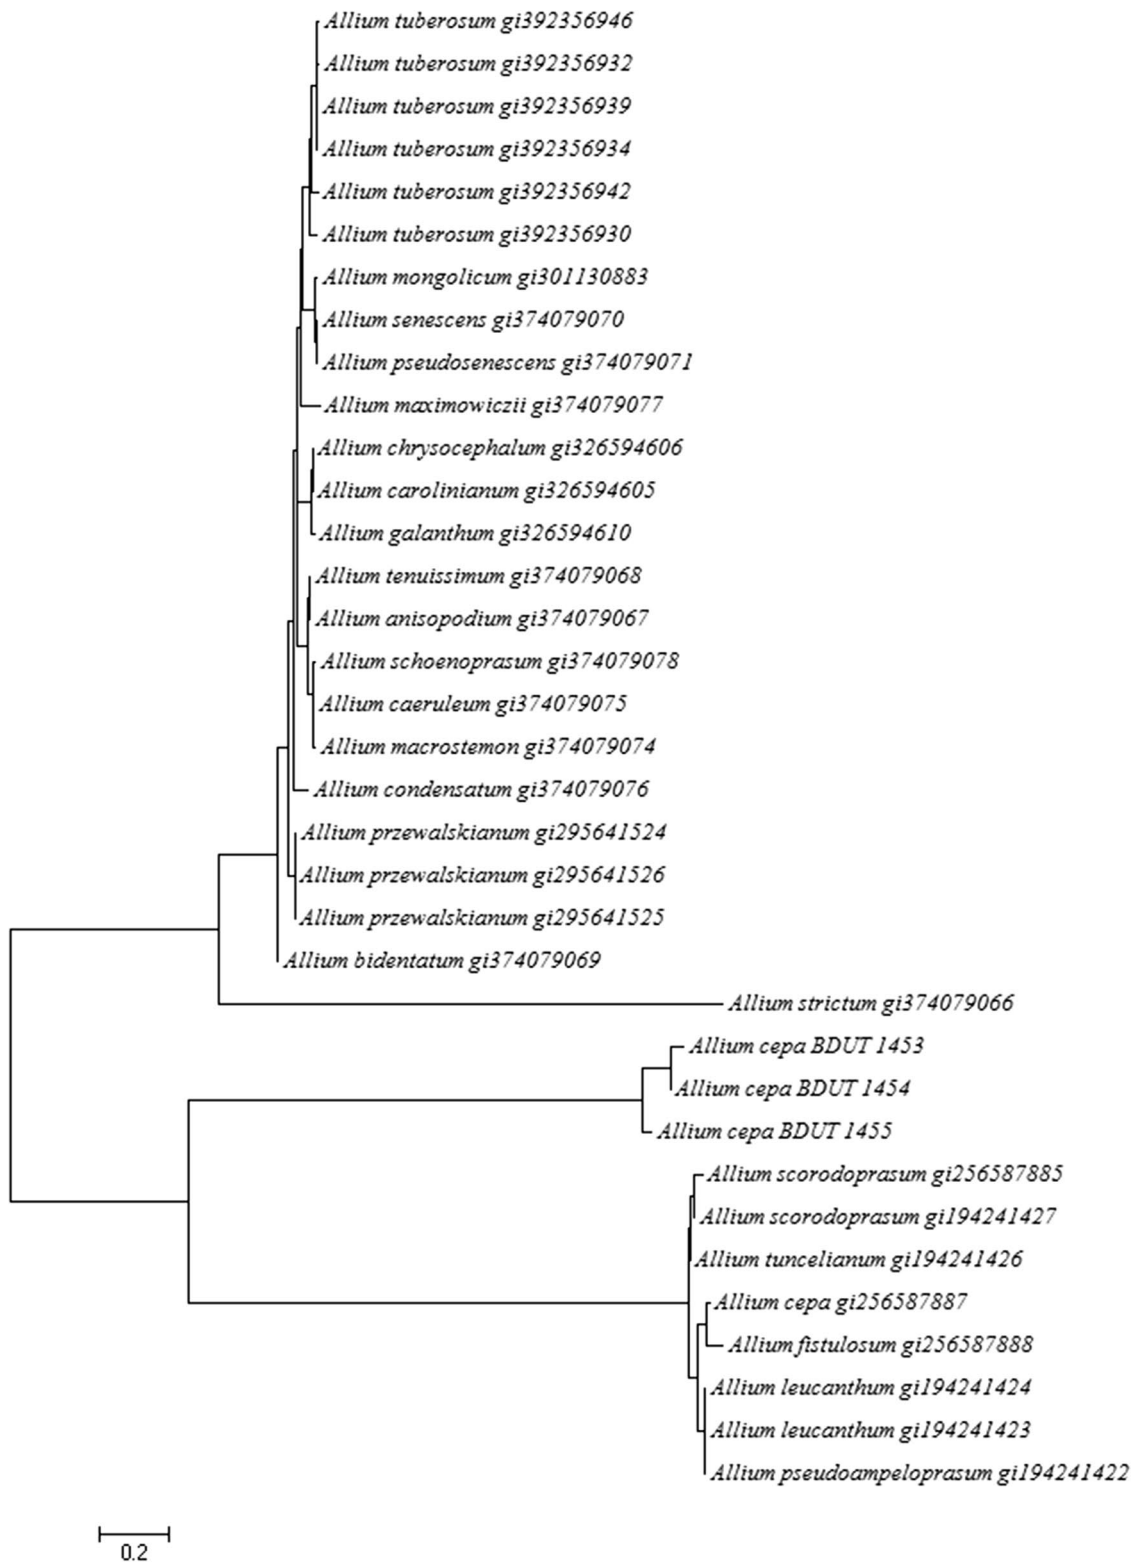 Allium tuberosum gi392356946
Allium tuberosum gi392356932
Allium tuberosum gi392356939
Allium tuberosum gi392356934
Allium tuberosum gi392356942
Allium tuberosum gi392356930
Allium mongolicum gi301130883
Allium senescens gi374079070
Allium pseudosenescens gi374079071
Allium maximowiczii gi374079077
Allium chrysocephalum gi326594606
Allium carolinianum gi326594605
Allium galanthum gi326594610
Allium tenuissimum gi374079068
Allium anisopodium gi374079067
Allium schoenoprasum gi374079078
Allium caeruleum gi374079075
Allium macrostemon gi374079074
Allium condensatum gi374079076
Allium przewalskianum gi295641524
Allium przewalskianum gi295641526
Allium przewalskianum gi295641525
Allium bidentatum gi374079069
Allium strictum gi374079066
Allium cepa BDUT 1453
Allium cepa BDUT 1454
Allium cepa BDUT 1455
Allium scorodoprasum gi256587885
Allium scorodoprasum gi194241427
Allium tuncelianum gi194241426
Allium cepa gi256587887
Allium fistulosum gi256587888
Allium leucanthum gi194241424
Allium leucanthum gi194241423
Allium pseudoampeloprasum gi194241422
0.2